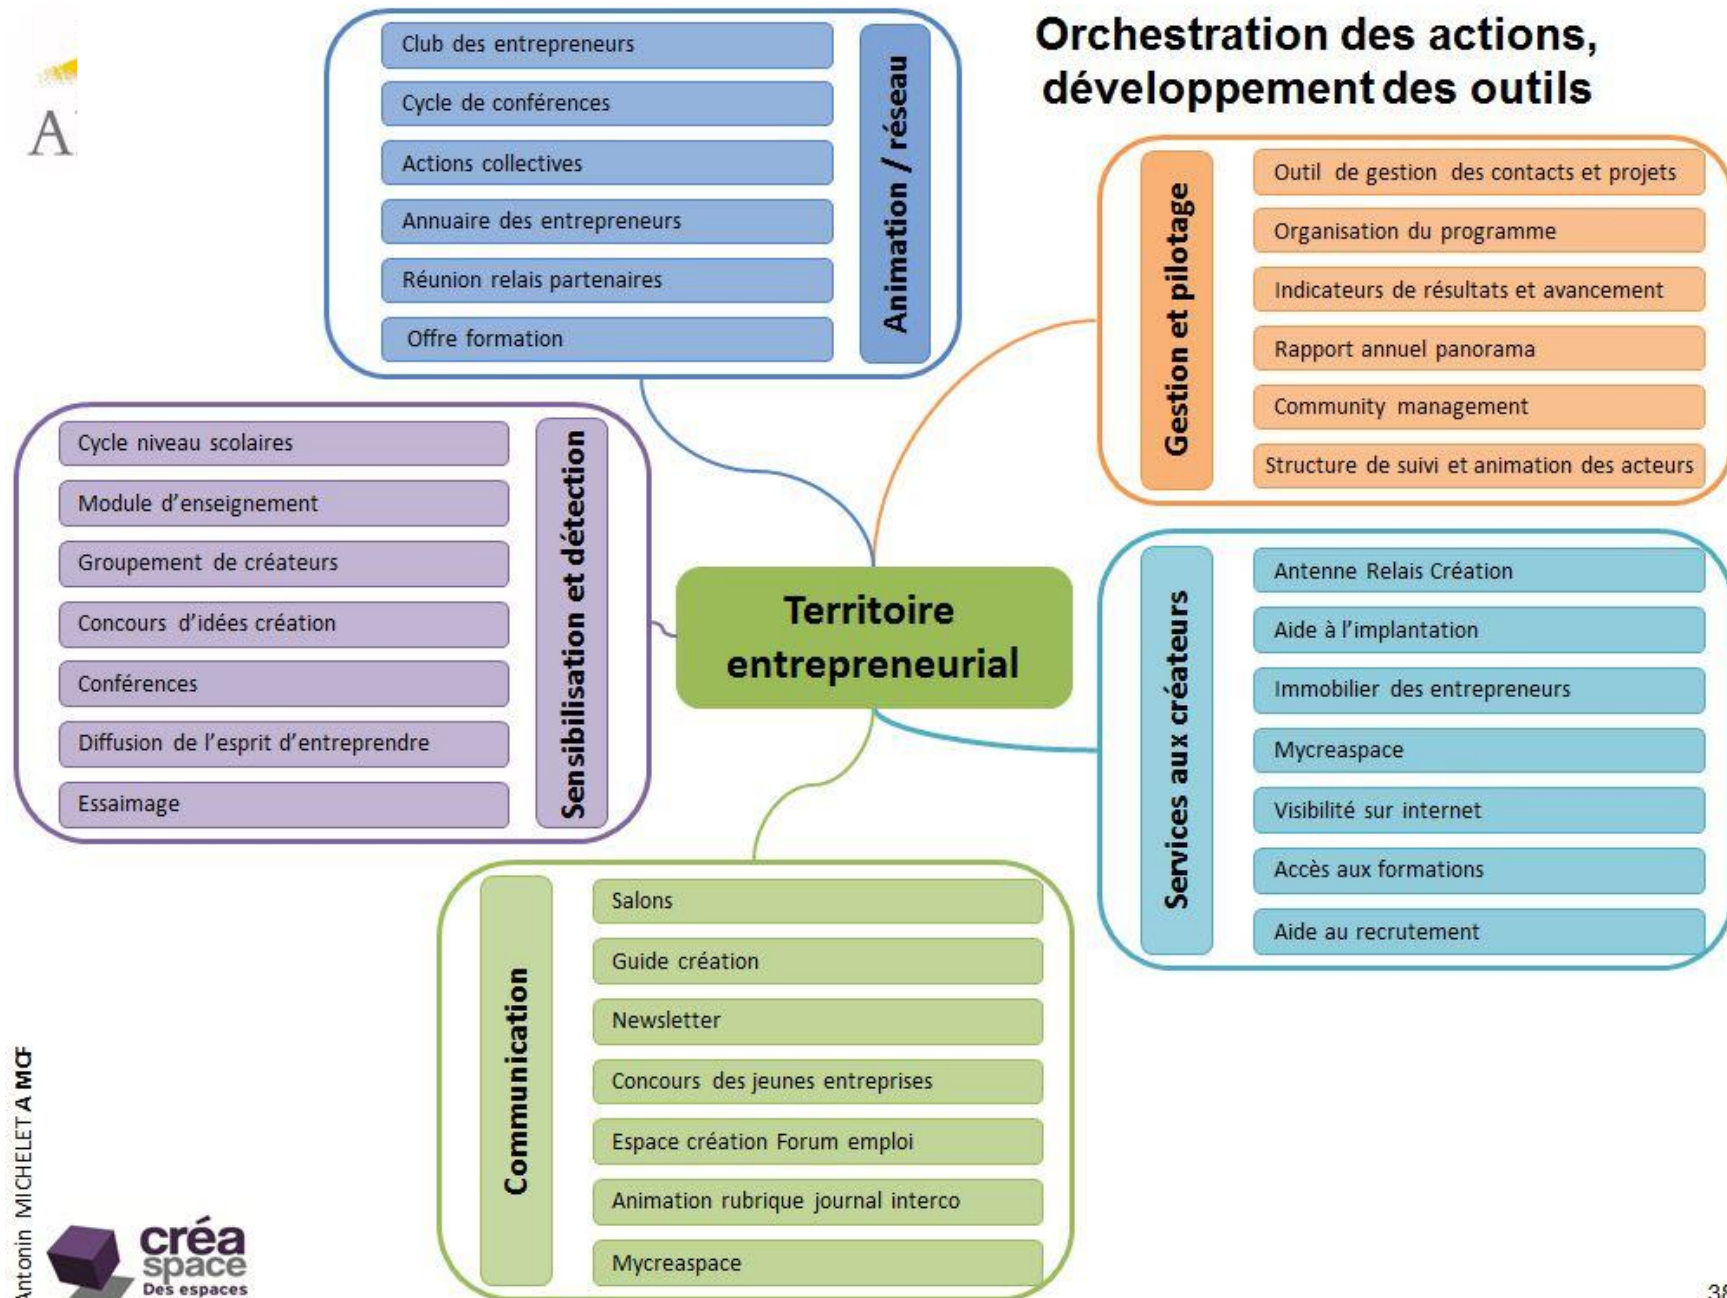 Orchestration des actions,
développement des outils
A
Club des entrepreneurs
Cycle de conférences
Actions collectives
Annuaire des entrepreneurs
Réunion relais partenaires
Offre formation
Animation / réseau
Gestion et pilotage
Outil de gestion des contacts et projets
Organisation du programme
Indicateurs de résultats et avancement
Rapport annuel panorama
Community management
Structure de suivi et animation des acteurs
Cycle niveau scolaires
Module d'enseignement
Groupement de créateurs
Concours d'idées création
Conférences
Diffusion de l'esprit d'entreprendre
Essaimage
Sensibilisation et détection
Territoire
entrepreneurial
Services aux créateurs
Antenne Relais Création
Aide à l'implantation
Immobilier des entrepreneurs
Mycreaspace
Visibilité sur internet
Accès aux formations
Aide au recrutement
Communication
Salons
Guide création
Newsletter
Concours des jeunes entreprises
Espace création Forum emploi
Animation rubrique journal interco
Mycreaspace
Antonin MICHELET A MCF
créa
space
Des espaces
38